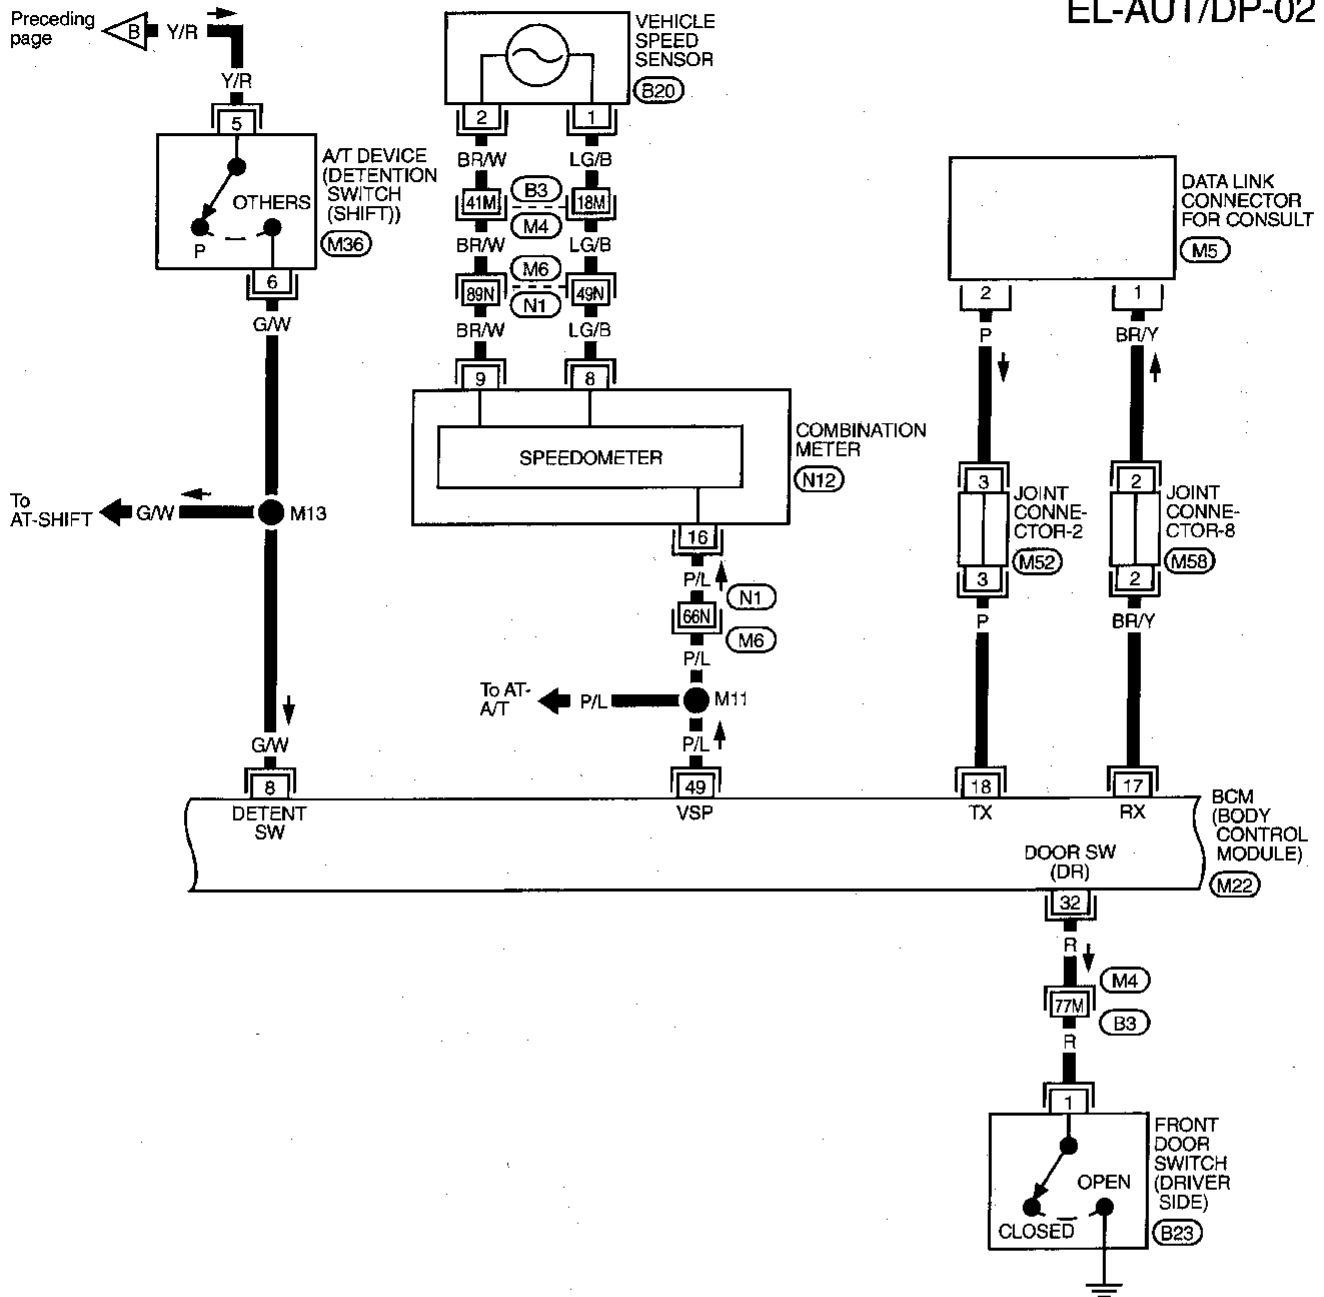 EL-AUT/DP-02
Preceding
page
B
Y/R
Y/R
5
A/T DEVICE
(DETENTION
SWITCH
(SHIFT))
M36
OTHERS
P
6
G/W
To
AT-SHIFT
G/W
M13
G/W
8
DETENT
SW
VEHICLE
SPEED
SENSOR
B20
2
1
BR/W
LG/B
41M
B3
18M
M4
BR/W
LG/B
M6
89N
49N
N1
BR/W
LG/B
9
8
SPEEDOMETER
COMBINATION
METER
N12
16
P/L
N1
66N
M6
P/L
To AT-
A/T
P/L
M11
P/L
49
VSP
DATA LINK
CONNECTOR
FOR CONSULT
M5
2
1
P
BR/Y
3
2
JOINT
CONNE-
CTOR-2
M52
JOINT
CONNE-
CTOR-8
M58
3
2
P
BR/Y
18
17
TX
RX
BCM
(BODY
CONTROL
MODULE)
M22
DOOR SW
(DR)
32
R
M4
77M
B3
R
1
FRONT
DOOR
SWITCH
(DRIVER
SIDE)
B23
OPEN
CLOSED